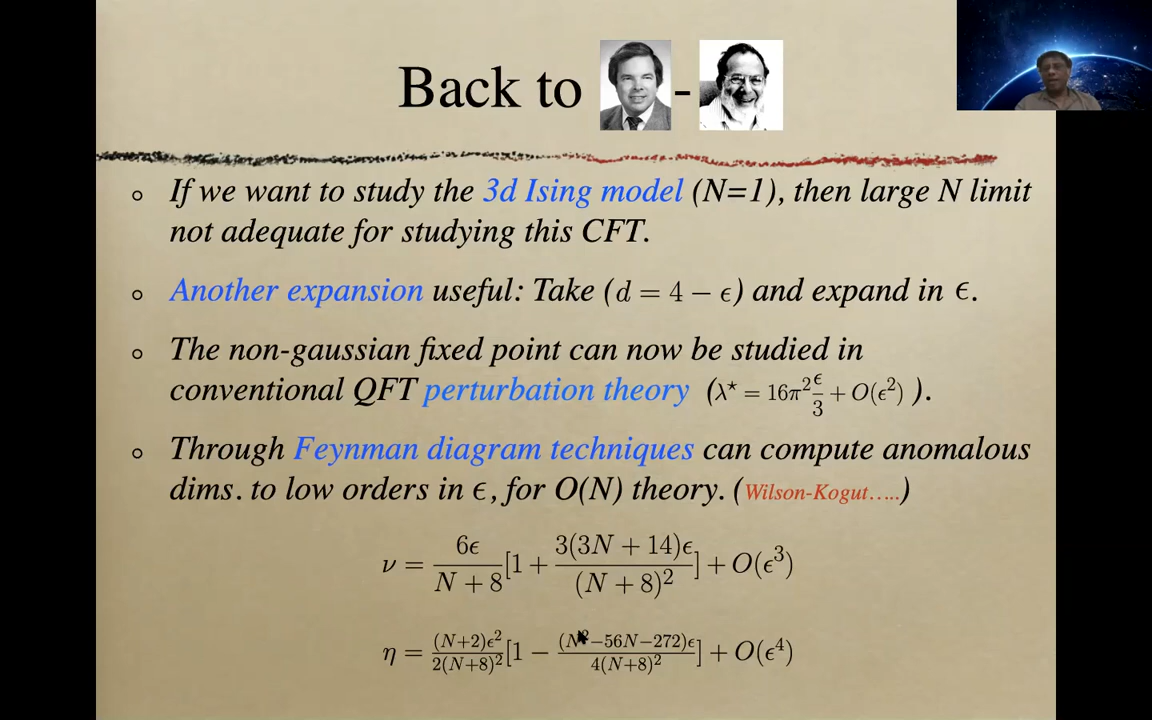 Back to -
If we want to study the 3d Ising model (N=1), then large N limit
not adequate for studying this CFT.
Another expansion useful: Take (d = 4 − ϵ) and expand in ϵ.
The non-gaussian fixed point can now be studied in
conventional QFT perturbation theory (λ⋆ = 16π² ϵ/3 + O(ϵ²) ).
Through Feynman diagram techniques can compute anomalous
dims. to low orders in ϵ, for O(N) theory. (Wilson-Kogut.....)
ν = 6ϵ/(N + 8) [1 + 3(3N + 14)ϵ/(N + 8)²] + O(ϵ³)
η = (N+2)ϵ²/2(N+8)² [1 − (N²−56N−272)ϵ/4(N+8)²] + O(ϵ⁴)